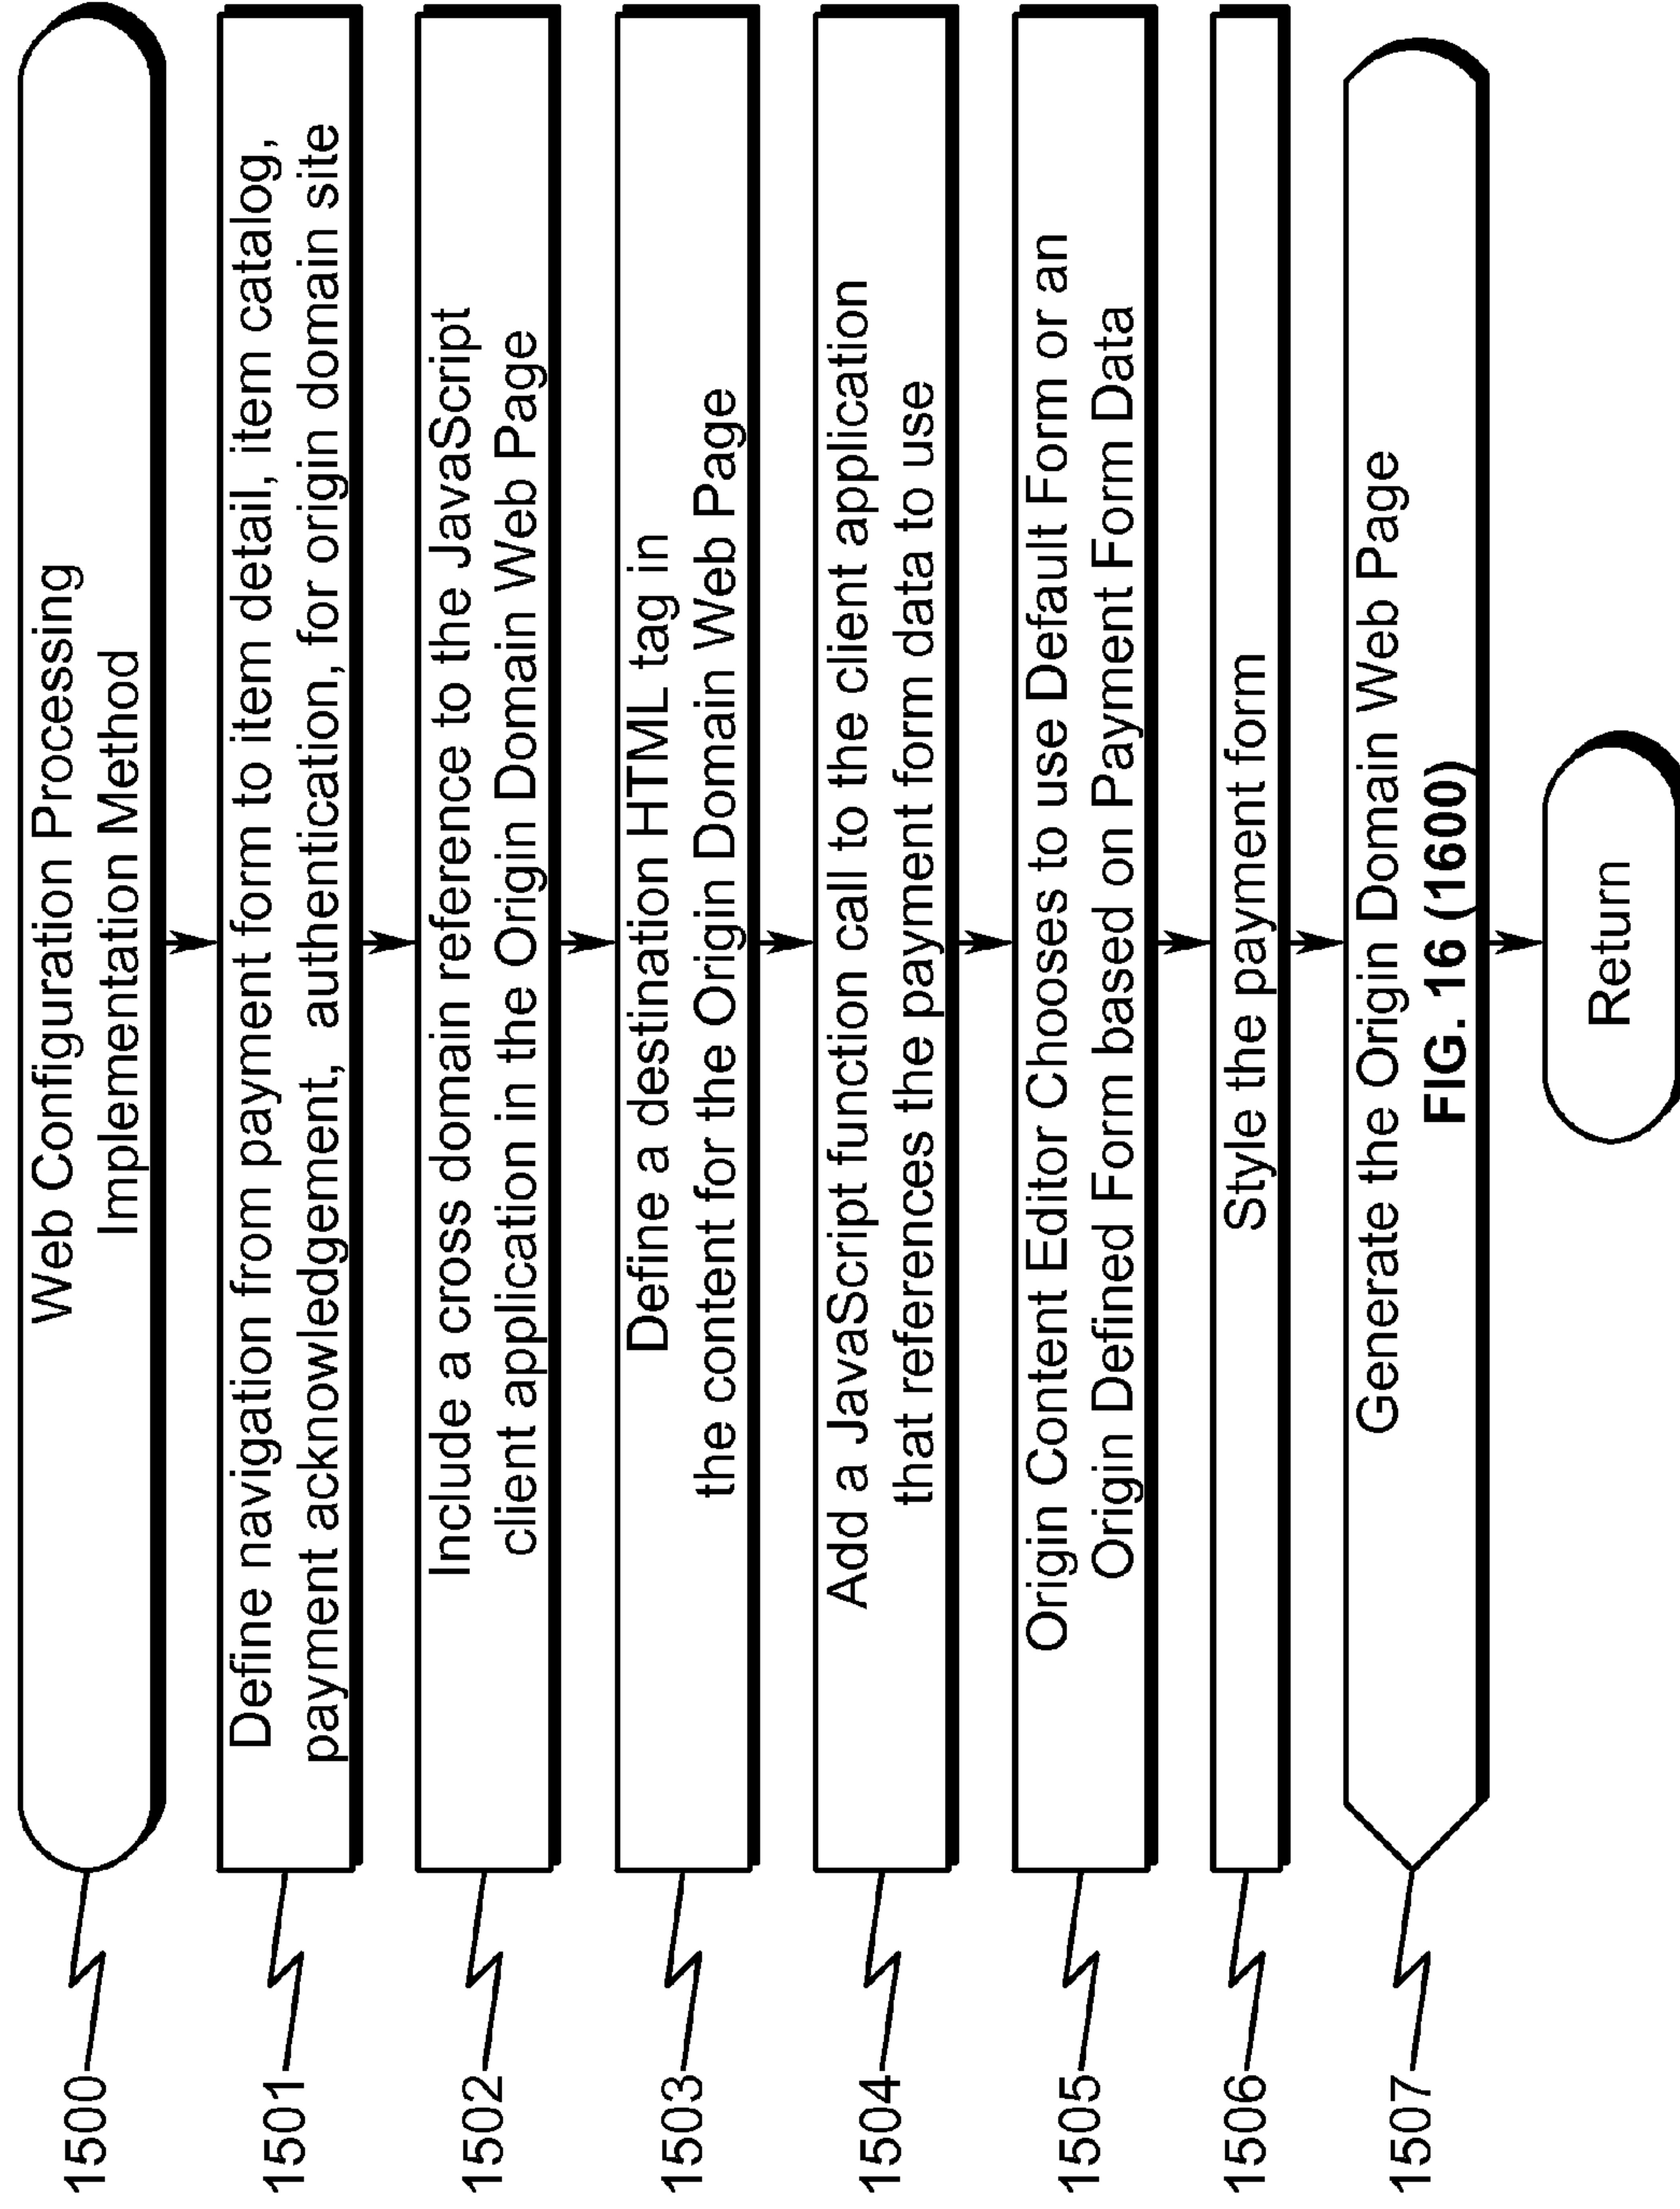 1500
Web Configuration Processing
Implementation Method
1501
Define navigation from payment form to item detail, item catalog,
payment acknowledgement, authentication, for origin domain site
1502
Include a cross domain reference to the JavaScript
client application in the Origin Domain Web Page
1503
Define a destination HTML tag in
the content for the Origin Domain Web Page
1504
Add a JavaScript function call to the client application
that references the payment form data to use
1505
Origin Content Editor Chooses to use Default Form or an
Origin Defined Form based on Payment Form Data
1506
Style the payment form
1507
Generate the Origin Domain Web Page
FIG. 16 (1600)
Return